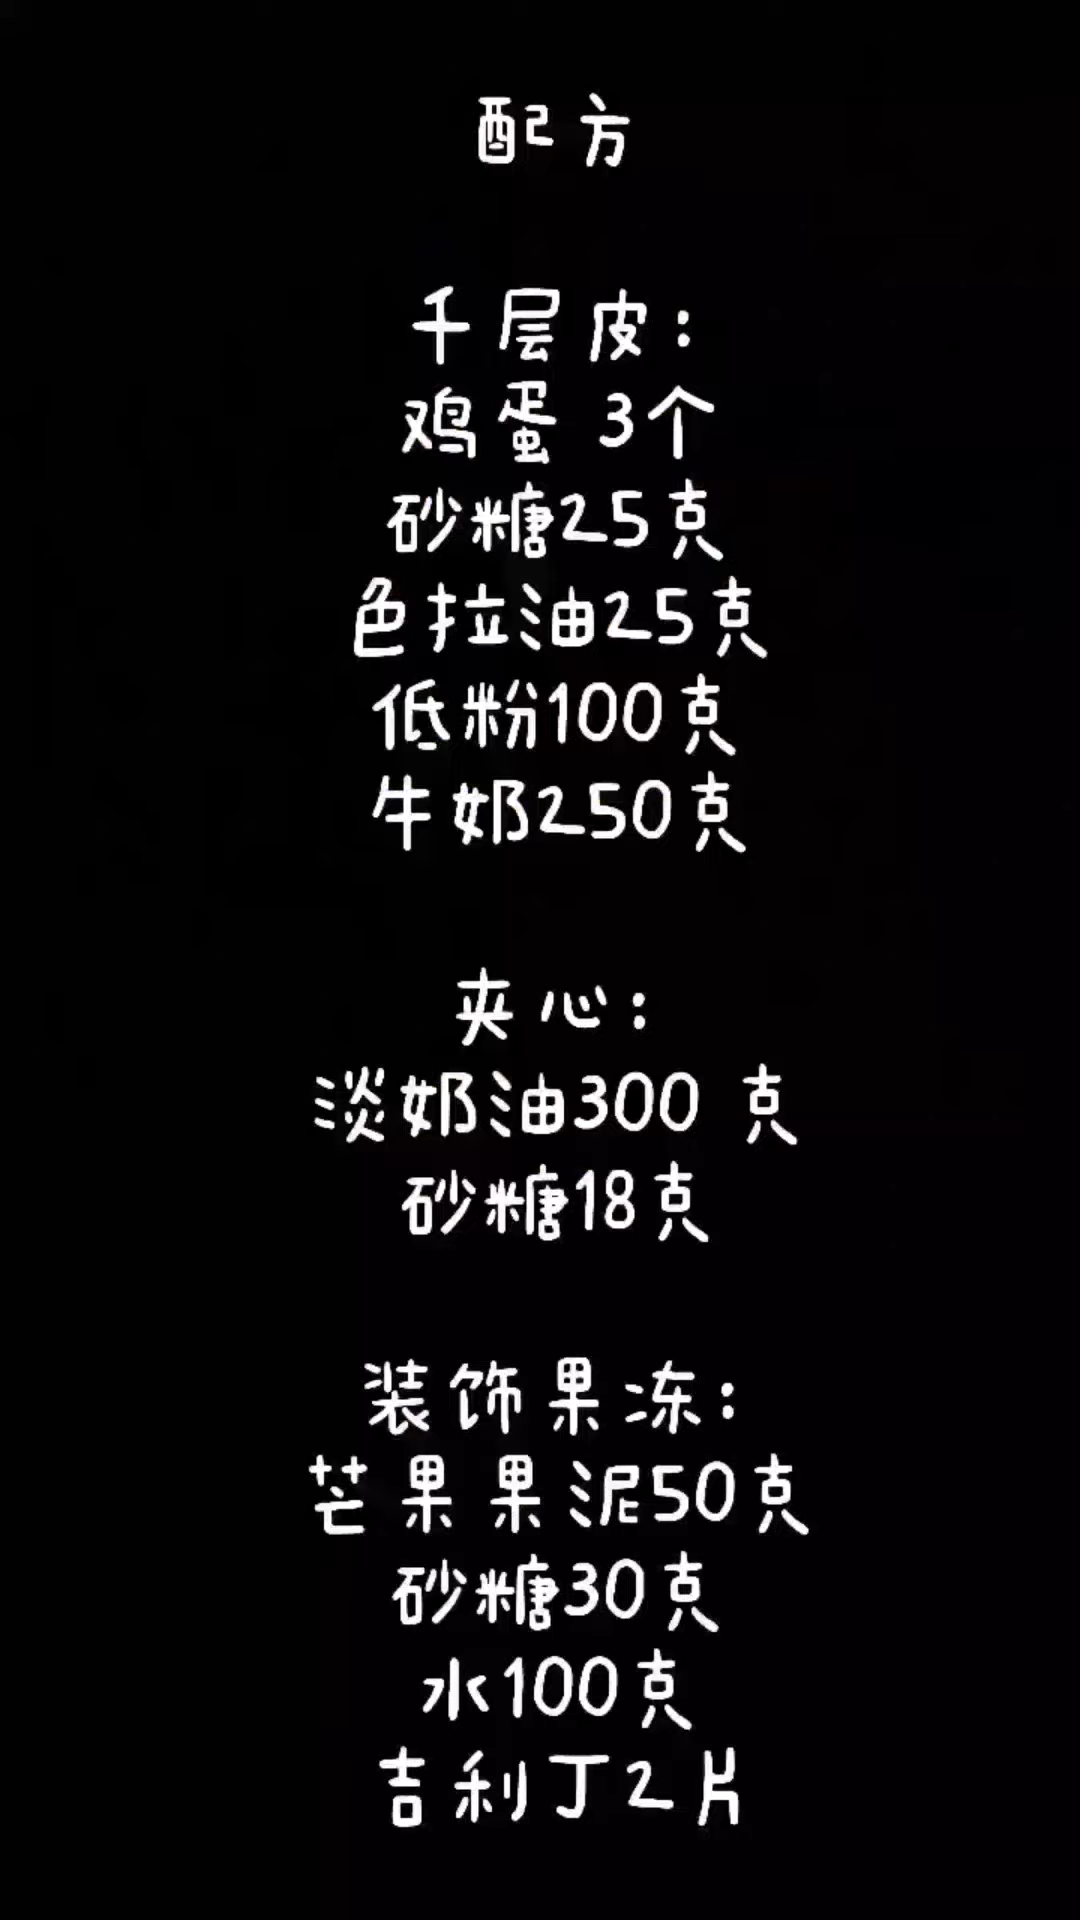 配方
千层皮：
鸡蛋 3个
砂糖25克
色拉油25克
低粉100克
牛奶250克
夹心：
淡奶油300 克
砂糖18克
装饰果冻：
芒果果泥50克
砂糖30克
水100克
吉利丁2片